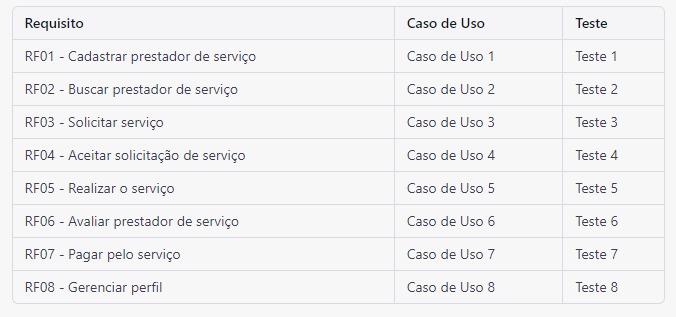 Requisito Caso de Uso Teste
RF01 - Cadastrar prestador de serviço Caso de Uso 1 Teste 1
RF02 - Buscar prestador de serviço Caso de Uso 2 Teste 2
RF03 - Solicitar serviço Caso de Uso 3 Teste 3
RF04 - Aceitar solicitação de serviço Caso de Uso 4 Teste 4
RF05 - Realizar o serviço Caso de Uso 5 Teste 5
RF06 - Avaliar prestador de serviço Caso de Uso 6 Teste 6
RF07 - Pagar pelo serviço Caso de Uso 7 Teste 7
RF08 - Gerenciar perfil Caso de Uso 8 Teste 8